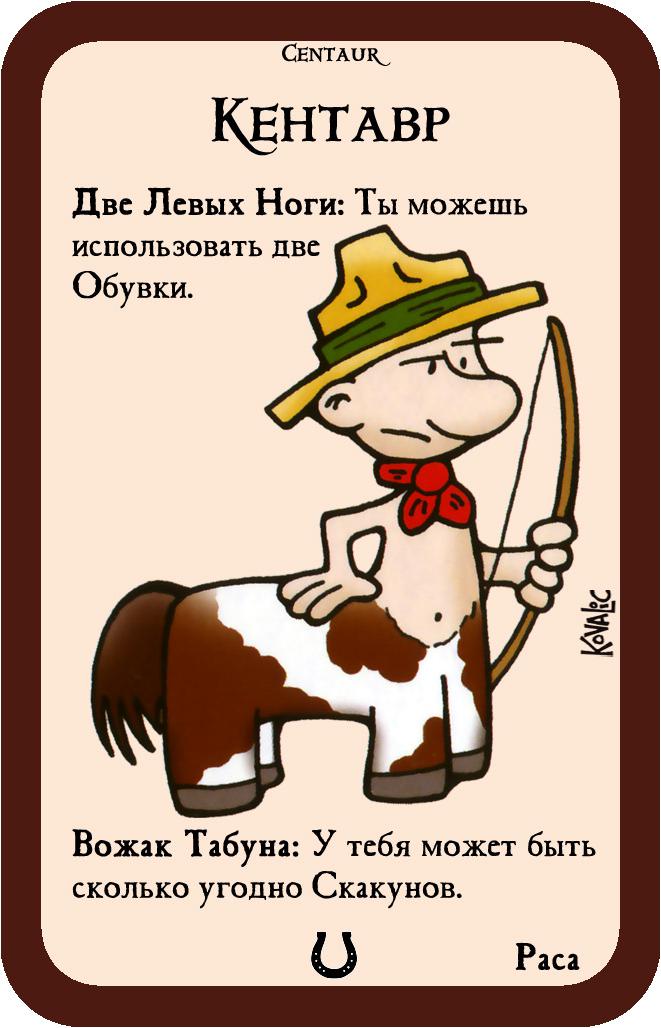 Centaur
Кентавр
Две Левых Ноги: Ты можешь
использовать две
Обувки.
Kovalic
Вожак Табуна: У тебя может быть
сколько угодно Скакунов.
Раса